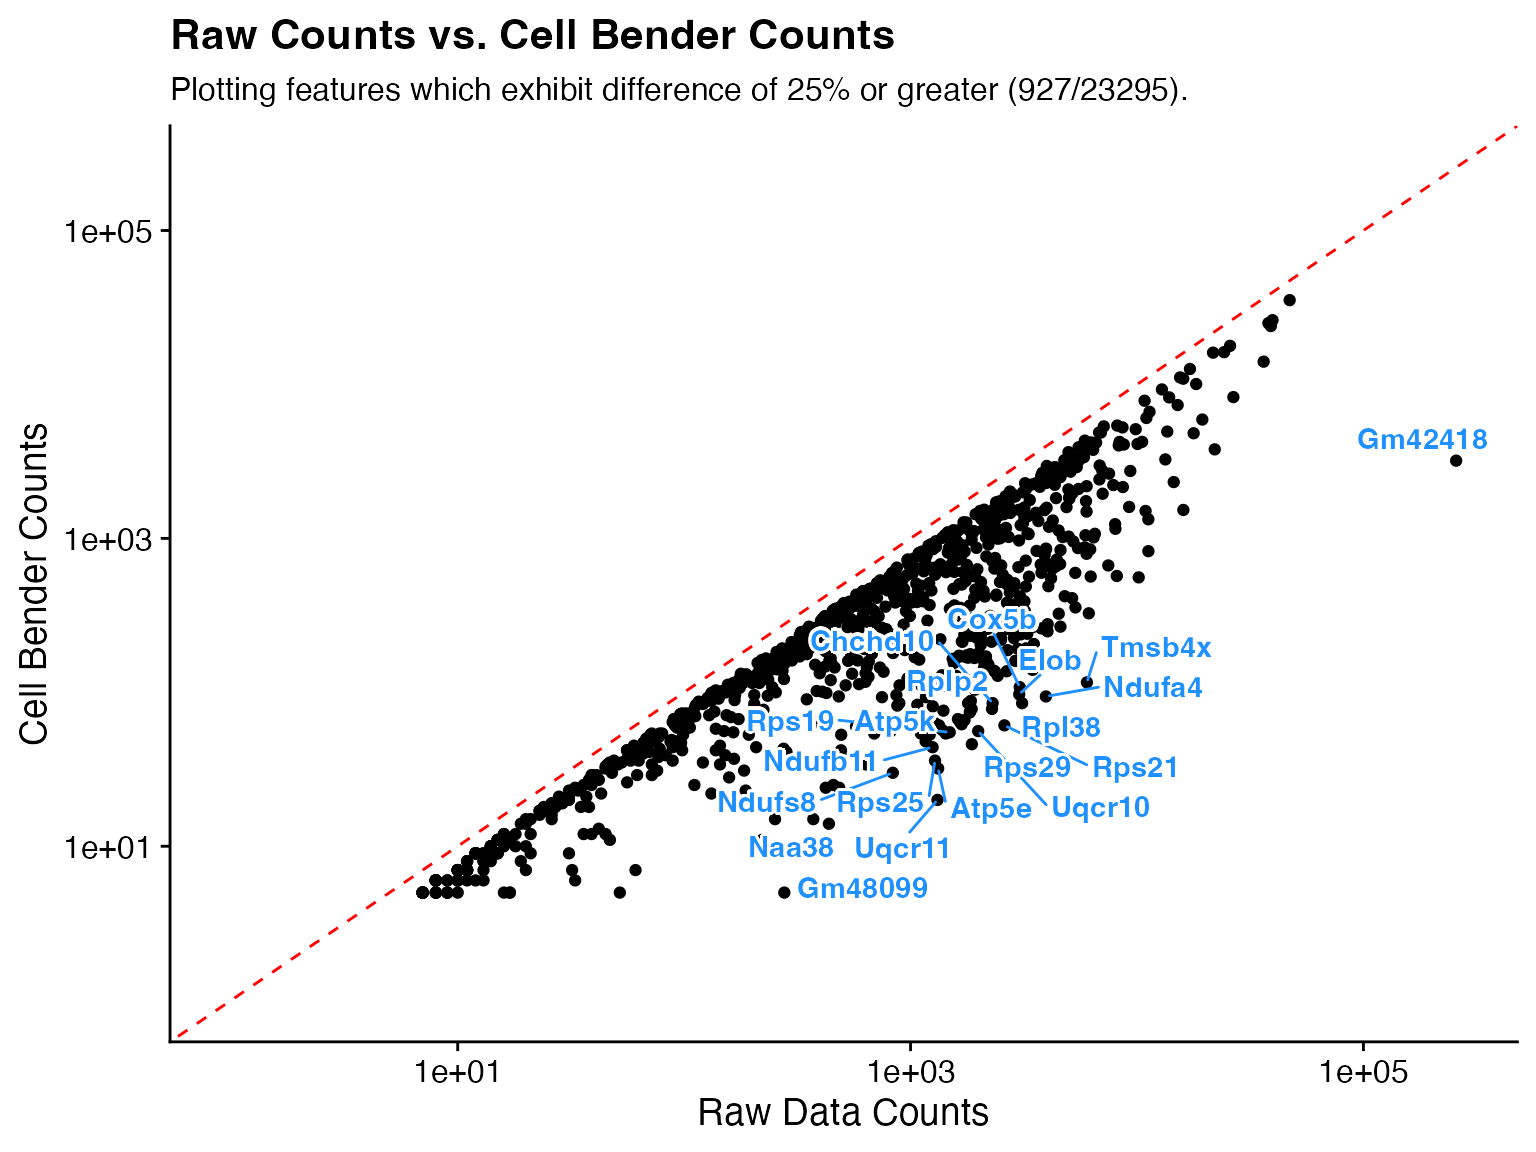 Raw Counts vs. Cell Bender Counts
Plotting features which exhibit difference of 25% or greater (927/23295).
Cell Bender Counts
1e+05
1e+03
1e+01
Gm42418
Cox5b
Chchd10
Tmsb4x
Elob
Rplp2
Ndufa4
Rps19
Atp5k
Rpl38
Ndufb11
Rps29
Rps21
Ndufs8
Rps25
Atp5e
Uqcr10
Naa38
Uqcr11
Gm48099
1e+01
1e+03
1e+05
Raw Data Counts